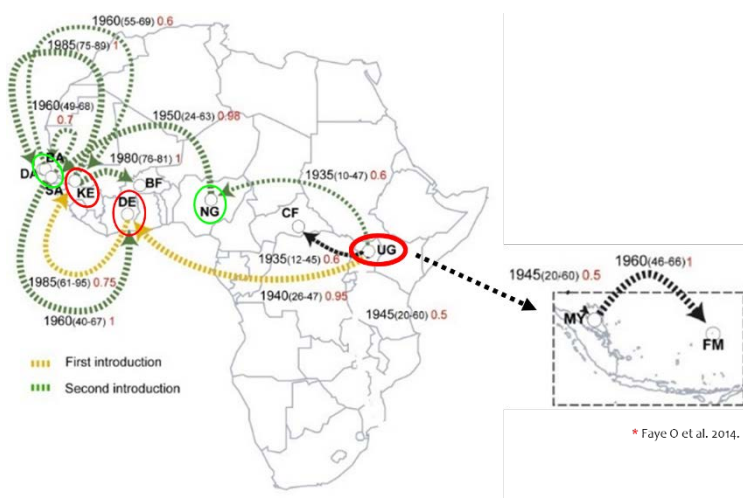 1960(55-69) 0.6
1985(75-89) 1
1960(49-68)
0.7
1950(24-63) 0.98
1980(76-81) 1
1935(10-47)
0.6
DA
BA
SA
KE
BF
DE
NG
CF
UG
1935(12-45) 0.6
1940(26-47) 0.95
1985(61-95) 0.75
1960(40-67) 1
1945(20-60) 0.5
First introduction
Second introduction
1945(20-60) 0.5
1960(46-66)1
MY
FM
* Faye O et al. 2014.